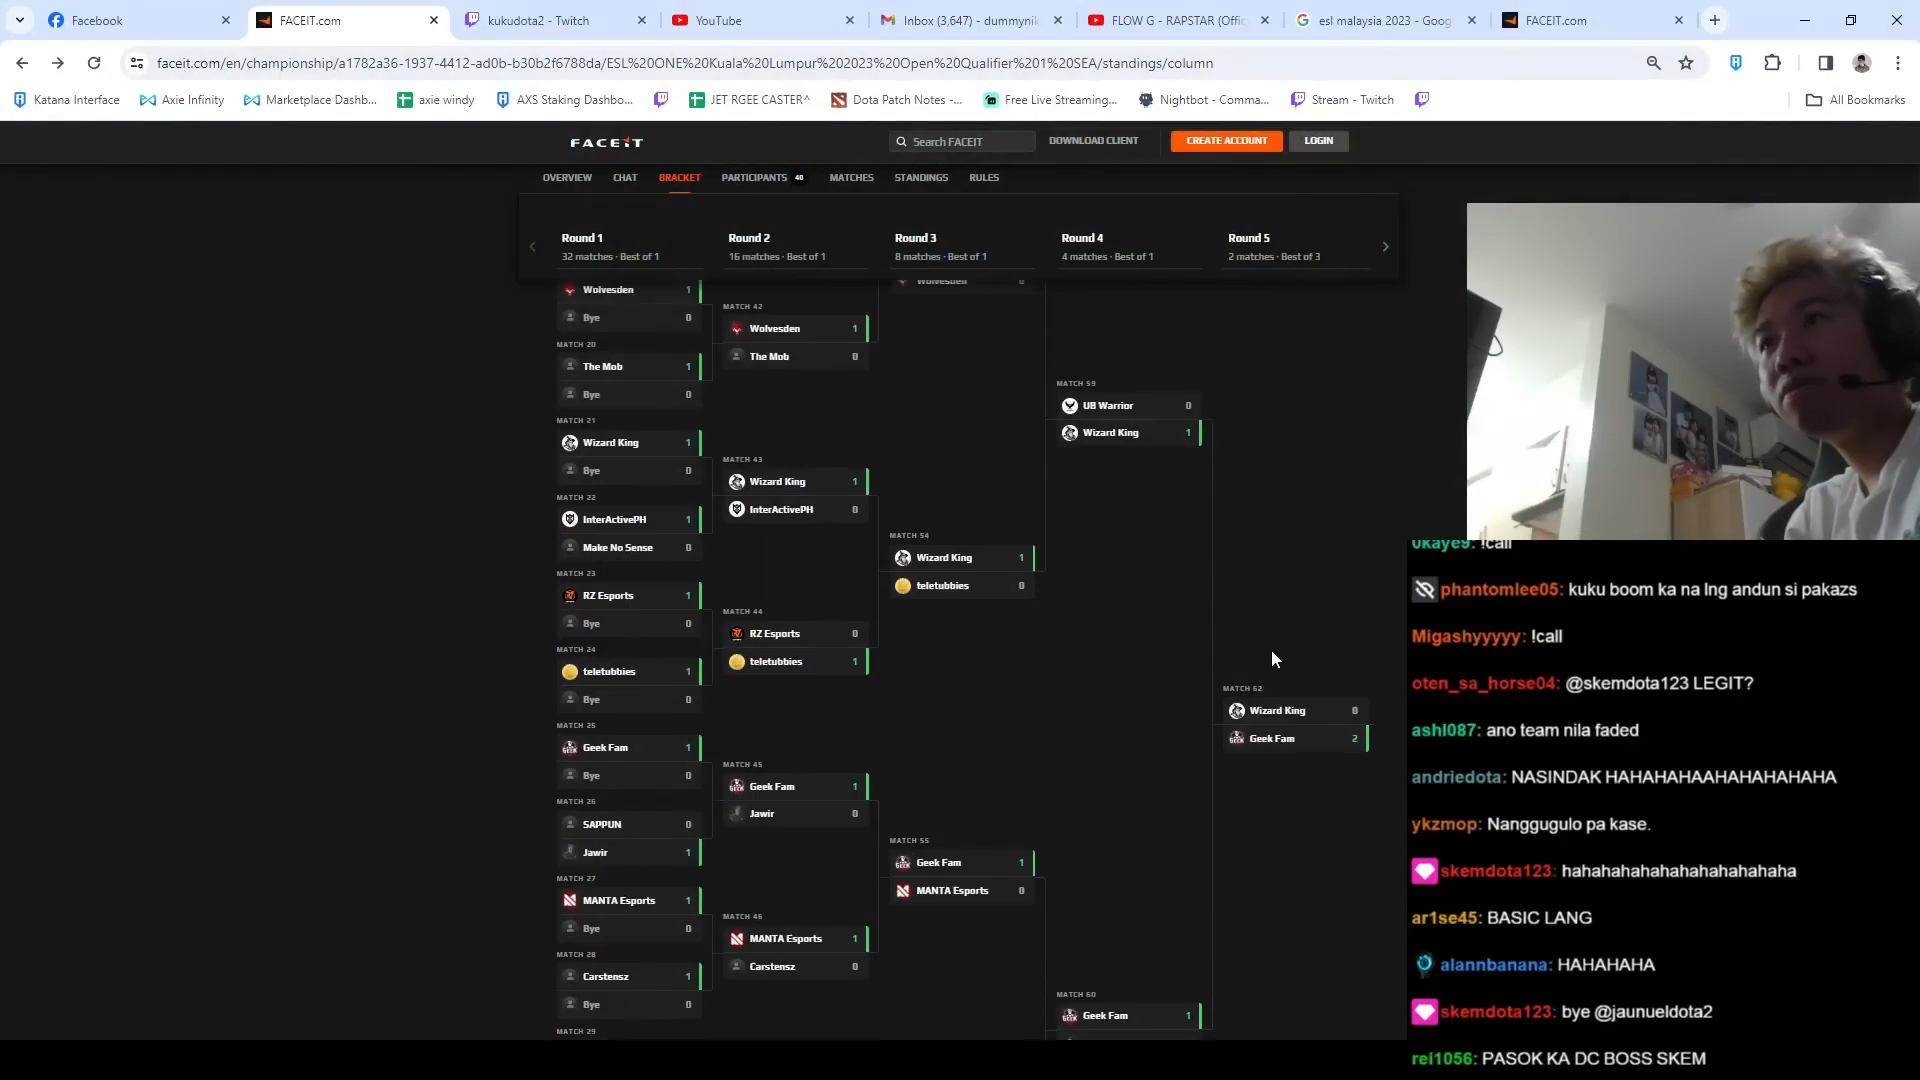 Facebook
FACEIT.com
kukudota2 - Twitch
YouTube
Inbox (3,647) - dummynik
FLOW G - RAPSTAR (Offic
esl malaysia 2023 - Goog
FACEIT.com
faceit.com/en/championship/a1782a36-1937-4412-ad0b-b30b2f6788da/ESL%20ONE%20Kuala%20Lumpur%202023%20Open%20Qualifier%201%20SEA/standings/column
Katana Interface
Axie Infinity
Marketplace Dashb...
axie windy
AXS Staking Dashbo...
JET RGEE CASTER^
Dota Patch Notes -...
Free Live Streaming...
Nightbot - Comma...
Stream - Twitch
All Bookmarks
FACEIT
Search FACEIT
DOWNLOAD CLIENT
CREATE ACCOUNT
LOGIN
OVERVIEW
CHAT
BRACKET
PARTICIPANTS 40
MATCHES
STANDINGS
RULES
Round 1
32 matches · Best of 1
Round 2
16 matches · Best of 1
Round 3
8 matches · Best of 1
Round 4
4 matches · Best of 1
Round 5
2 matches · Best of 3
Wolvesden 1
Bye 0
MATCH 20
The Mob 1
Bye 0
MATCH 21
Wizard King 1
Bye 0
MATCH 22
InterActivePH 1
Make No Sense 0
MATCH 23
RZ Esports 1
Bye 0
MATCH 24
teletubbies 1
Bye 0
MATCH 25
Geek Fam 1
Bye 0
MATCH 26
SAPPUN 0
Jawir 1
MATCH 27
MANTA Esports 1
Bye 0
MATCH 28
Carstensz 1
Bye 0
MATCH 29
MATCH 42
Wolvesden 1
The Mob 0
MATCH 43
Wizard King 1
InterActivePH 0
MATCH 44
RZ Esports 0
teletubbies 1
MATCH 45
Geek Fam 1
Jawir 0
MATCH 46
MANTA Esports 1
Carstensz 0
Wolvesden 0
MATCH 54
Wizard King 1
teletubbies 0
MATCH 55
Geek Fam 1
MANTA Esports 0
MATCH 59
UB Warrior 0
Wizard King 1
MATCH 60
Geek Fam 1
MATCH 62
Wizard King 0
Geek Fam 2
0kaye9: !call
phantomlee05: kuku boom ka na lng andun si pakazs
Migashyyyyy: !call
oten_sa_horse04: @skemdota123 LEGIT?
ashl087: ano team nila faded
andriedota: NASINDAK HAHAHAHAAHAHAHAHAHA
ykzmop: Nanggugulo pa kase.
skemdota123: hahahahahahahahahahaha
ar1se45: BASIC LANG
alannbanana: HAHAHAHA
skemdota123: bye @jaunueldota2
rei1056: PASOK KA DC BOSS SKEM